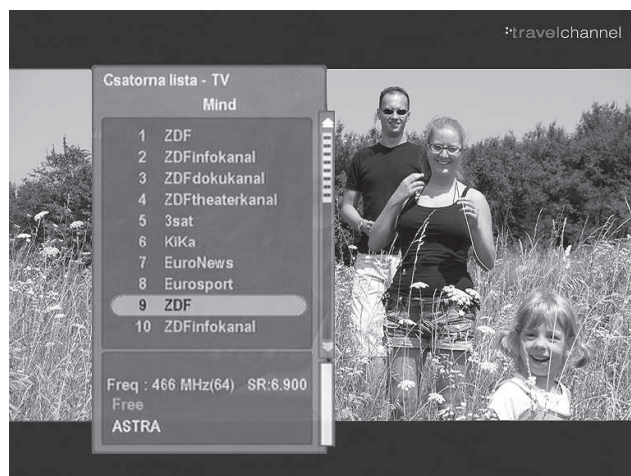 travelchannel
Csatorna lista - TV
Mind
1 ZDF
2 ZDFinfokanal
3 ZDFdokukanal
4 ZDFtheaterkanal
5 3sat
6 KiKa
7 EuroNews
8 Eurosport
9 ZDF
10 ZDFinfokanal
Freq : 466 MHz(64) SR:6.900
Free
ASTRA